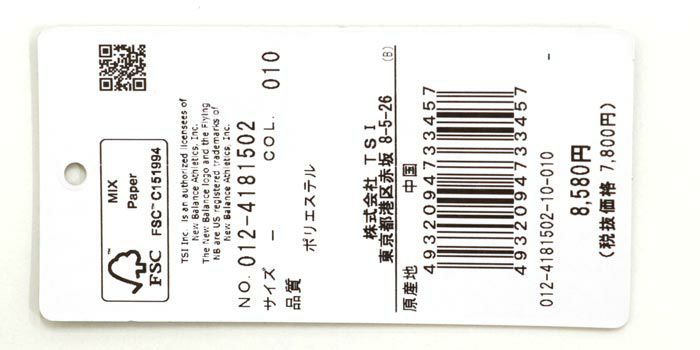 MIX
Paper
FSC™ C151994
FSC™
TSI Inc. is an authorized licensees of
New Balance Athletics, Inc.
The New Balance logo and the Flying
NB are US registered trademarks of
New Balance Athletics, Inc.
NO. 012-4181502
サイズ - COL. 010
品質
ポリエステル
株式会社 TSI
東京都港区赤坂 8-5-26
(B)
原産地 中国
4932094733457
4932094733457
012-4181502-10-010
-
8,580円
(税抜価格 7,800円)